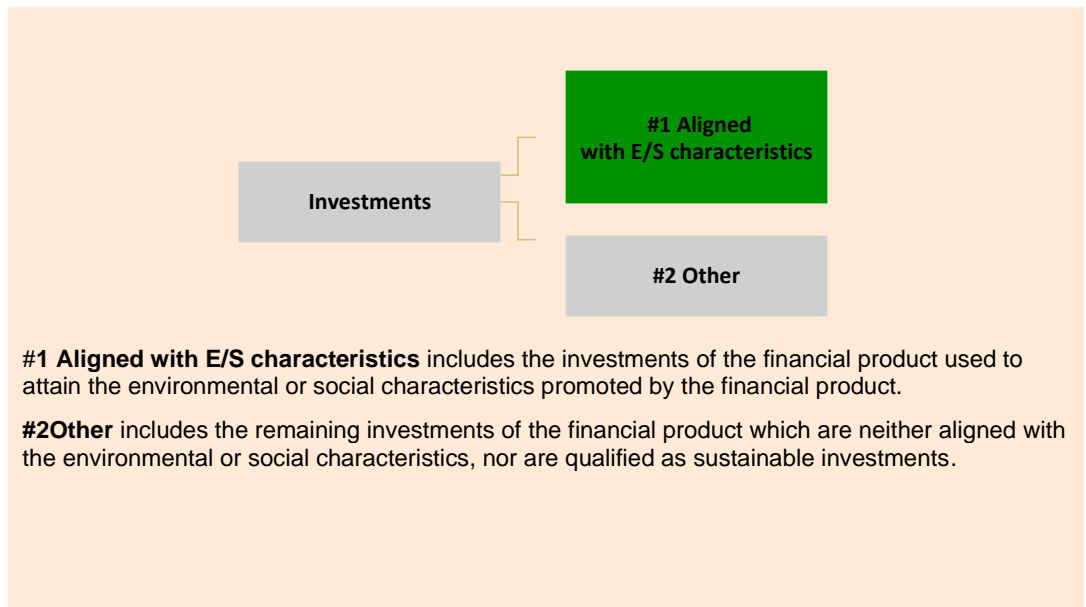 #1 Aligned
with E/S characteristics
Investments
#2 Other
#1 Aligned with E/S characteristics includes the investments of the financial product used to
attain the environmental or social characteristics promoted by the financial product.
#2Other includes the remaining investments of the financial product which are neither aligned with
the environmental or social characteristics, nor are qualified as sustainable investments.